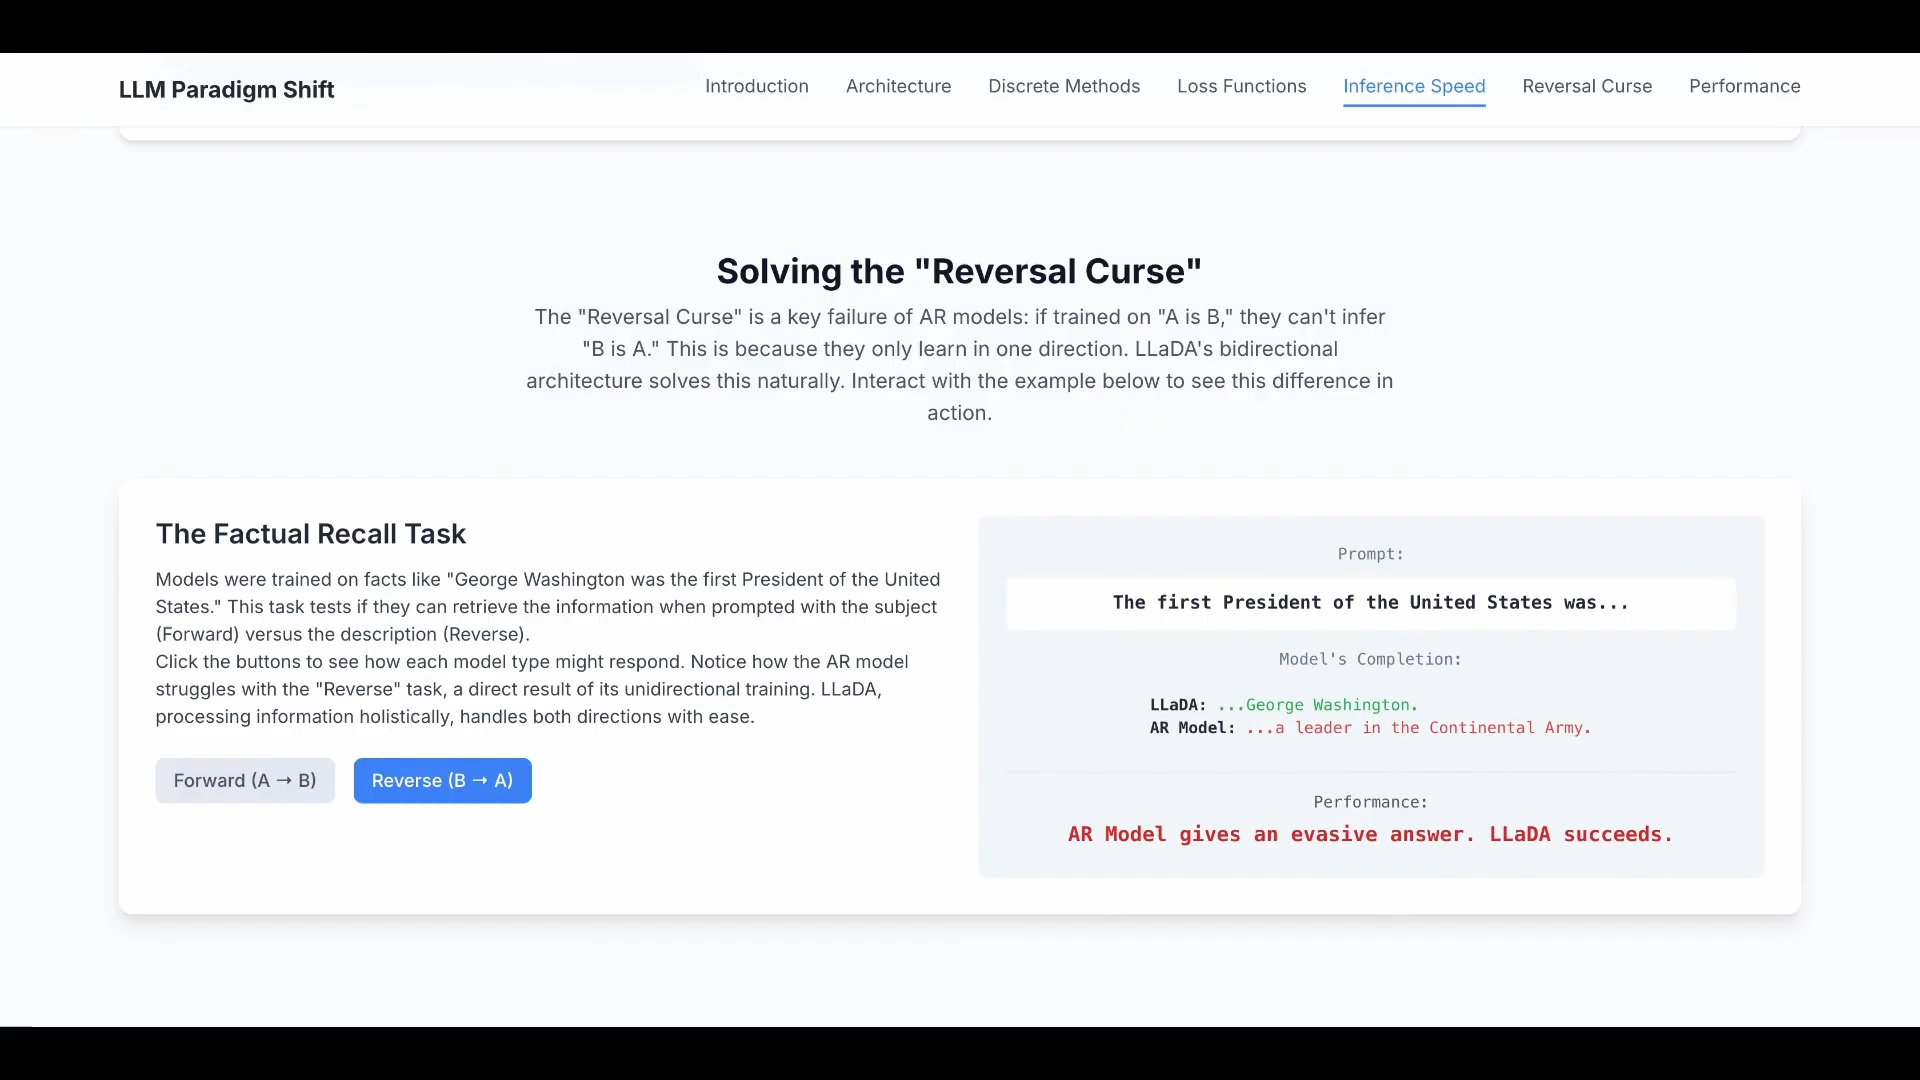 LLM Paradigm Shift
Introduction
Architecture
Discrete Methods
Loss Functions
Inference Speed
Reversal Curse
Performance
Solving the "Reversal Curse"
The "Reversal Curse" is a key failure of AR models: if trained on "A is B," they can't infer
"B is A." This is because they only learn in one direction. LLaDA's bidirectional
architecture solves this naturally. Interact with the example below to see this difference in
action.
The Factual Recall Task
Models were trained on facts like "George Washington was the first President of the United
States." This task tests if they can retrieve the information when prompted with the subject
(Forward) versus the description (Reverse).
Click the buttons to see how each model type might respond. Notice how the AR model
struggles with the "Reverse" task, a direct result of its unidirectional training. LLaDA,
processing information holistically, handles both directions with ease.
Forward (A → B)
Reverse (B → A)
Prompt:
The first President of the United States was...
Model's Completion:
LLaDA: ...George Washington.
AR Model: ...a leader in the Continental Army.
Performance:
AR Model gives an evasive answer. LLaDA succeeds.